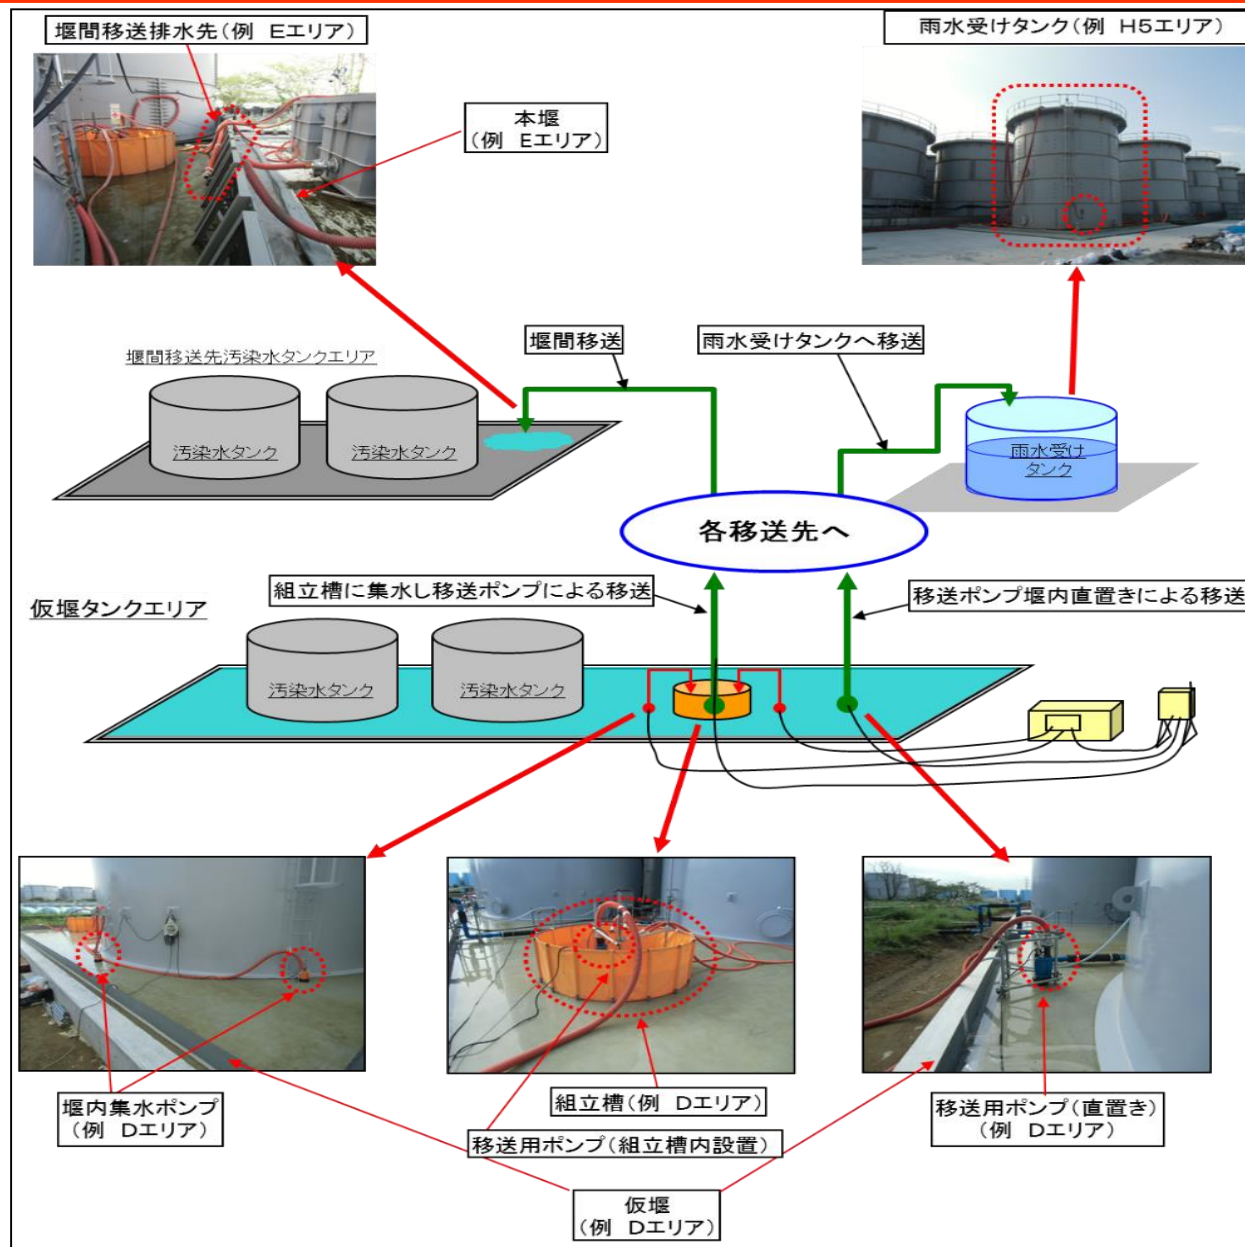 堰間移送排水先(例 Eエリア)
雨水受けタンク(例 H5エリア)
本堰
(例 Eエリア)
堰間移送
雨水受けタンクへ移送
堰間移送先汚染水タンクエリア
汚染水タンク
汚染水タンク
雨水受け
タンク
各移送先へ
組立槽に集水し移送ポンプによる移送
移送ポンプ堰内直置きによる移送
仮堰タンクエリア
汚染水タンク
汚染水タンク
堰内集水ポンプ
(例 Dエリア)
組立槽(例 Dエリア)
移送用ポンプ(直置き)
(例 Dエリア)
移送用ポンプ(組立槽内設置)
仮堰
(例 Dエリア)